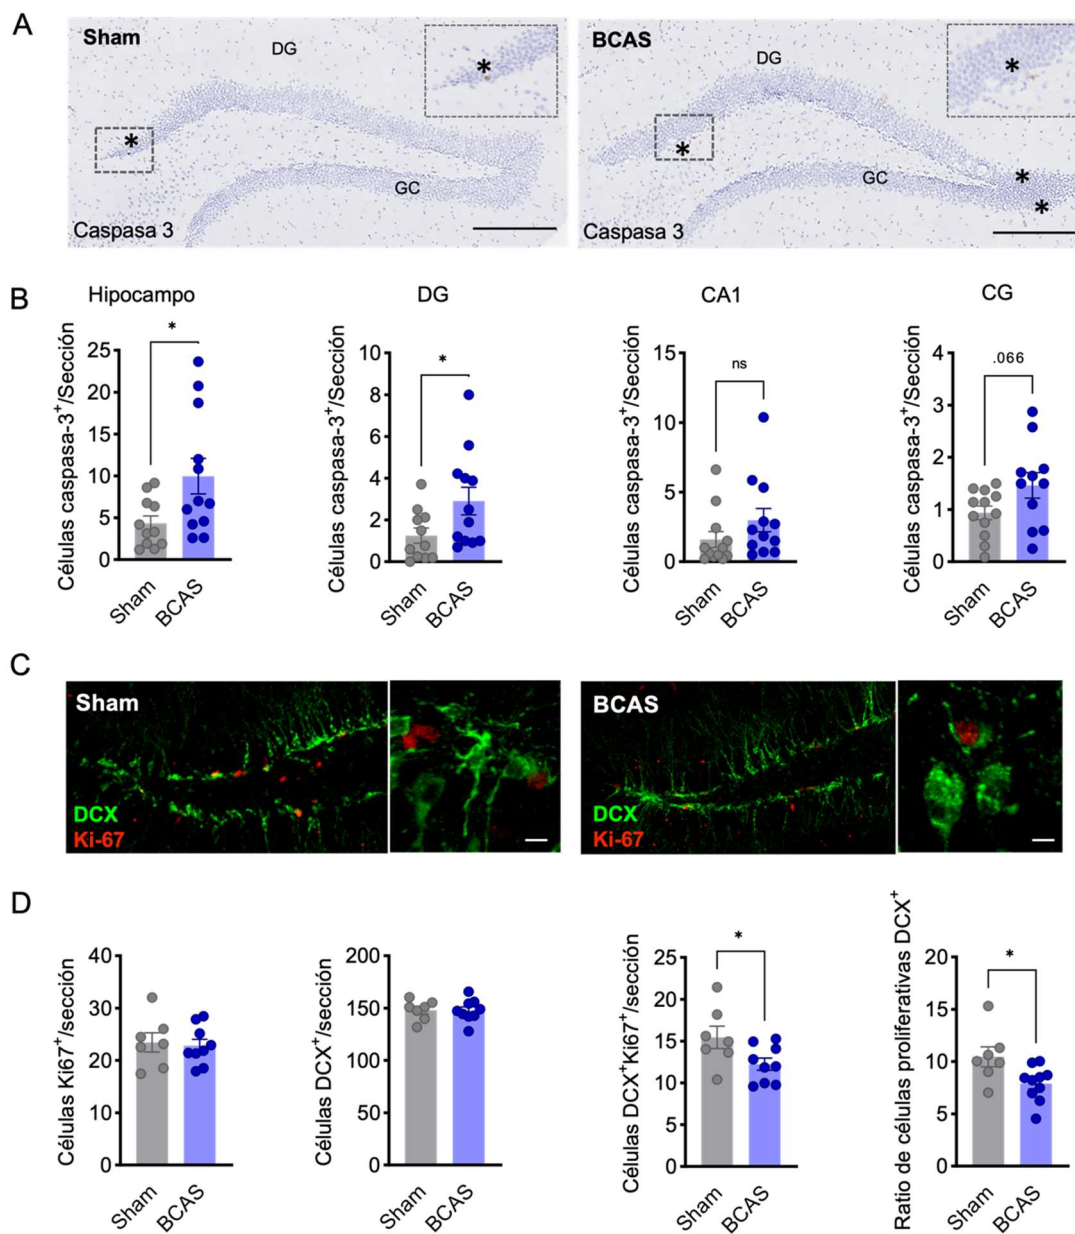 A
Sham
DG
*
*
GC
Caspasa 3
BCAS
DG
*
*
*
*
GC
Caspasa 3
B
Hipocampo
Células caspasa-3⁺/Sección
25
20
15
10
5
0
*
Sham
BCAS
DG
Células caspasa-3⁺/Sección
10
8
6
4
2
0
*
Sham
BCAS
CA1
Células caspasa-3⁺/Sección
15
10
5
0
ns
Sham
BCAS
CG
Células caspasa-3⁺/Sección
4
3
2
1
0
.066
Sham
BCAS
C
Sham
DCX
Ki-67
BCAS
DCX
Ki-67
D
Células Ki67⁺/sección
40
30
20
10
0
Sham
BCAS
Células DCX⁺/sección
200
150
100
50
0
Sham
BCAS
Células DCX⁺Ki67⁺/sección
25
20
15
10
5
0
*
Sham
BCAS
Ratio de células proliferativas DCX⁺
20
15
10
5
0
*
Sham
BCAS